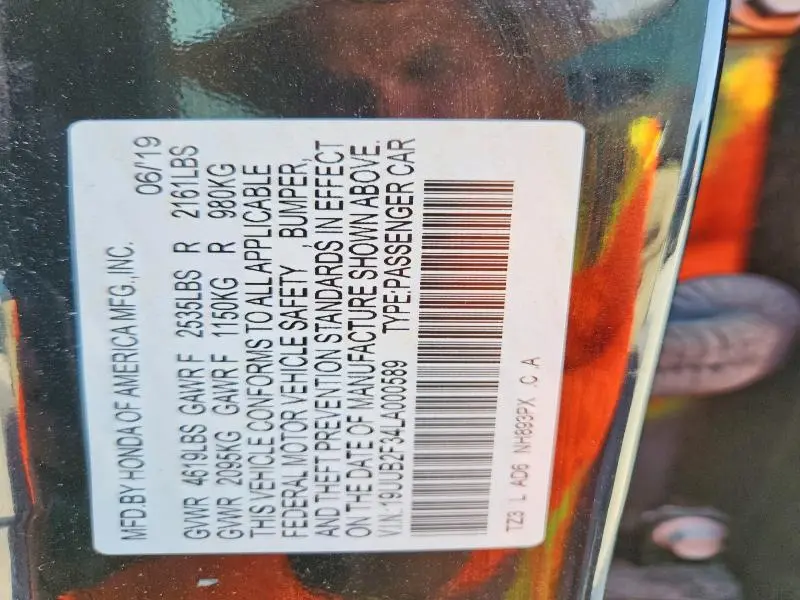 MFD.BY HONDA OF AMERICA MFG.,INC. 06/19
GVWR 4619LBS GAWR F 2535LBS R 2161LBS
GVWR 2095KG GAWR F 1150KG R 980KG
THIS VEHICLE CONFORMS TO ALL APPLICABLE
FEDERAL MOTOR VEHICLE SAFETY , BUMPER,
AND THEFT PREVENTION STANDARDS IN EFFECT
ON THE DATE OF MANUFACTURE SHOWN ABOVE.
V.I.N.:19UUB2F34LA000589 TYPE:PASSENGER CAR
TZ3 L AD6 NH893PX .C .A